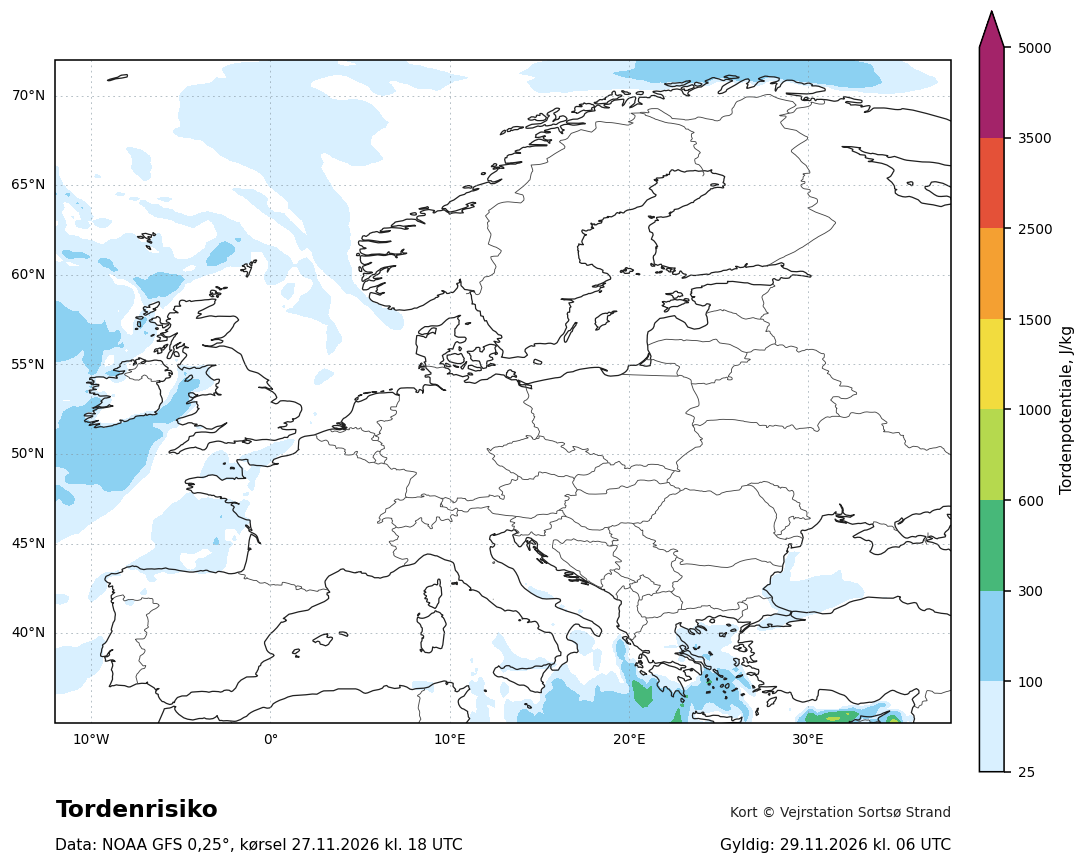 70°N
65°N
60°N
55°N
50°N
45°N
40°N
10°W
0°
10°E
20°E
30°E
5000
3500
2500
1500
1000
600
300
100
25
Tordenpotentiale, J/kg
Tordenrisiko
Kort © Vejrstation Sortsø Strand
Data: NOAA GFS 0,25°, kørsel 27.11.2026 kl. 18 UTC
Gyldig: 29.11.2026 kl. 06 UTC